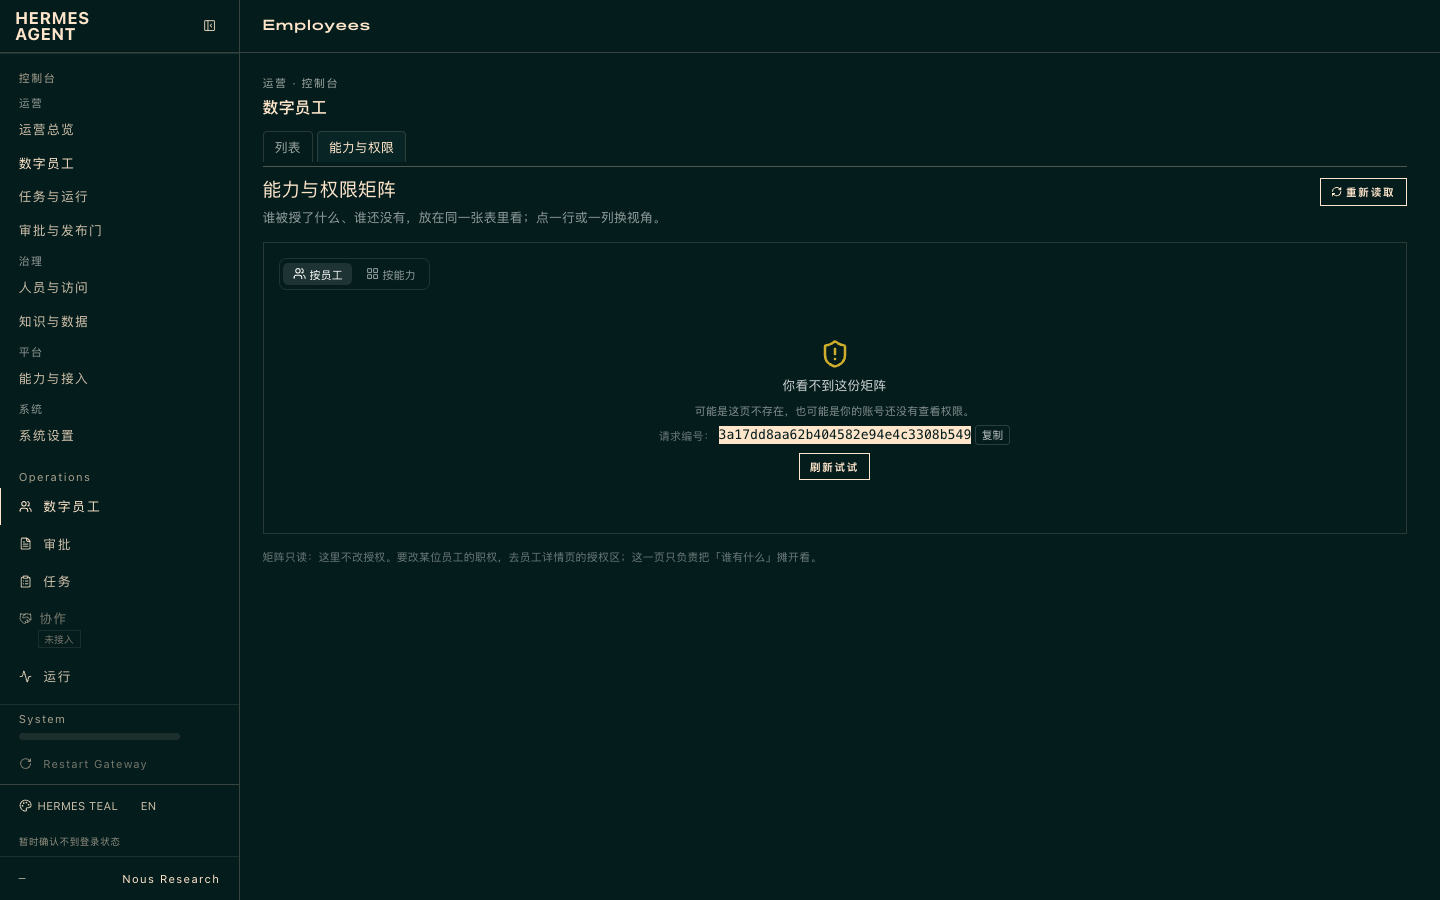 HERMES
AGENT
Employees
控制台
运营
运营总览
数字员工
任务与运行
审批与发布门
治理
人员与访问
知识与数据
平台
能力与接入
系统
系统设置
Operations
数字员工
审批
任务
协作
未接入
运行
System
Restart Gateway
HERMES TEAL EN
暂时确认不到登录状态
— Nous Research
运营 · 控制台
数字员工
列表 能力与权限
能力与权限矩阵
重新读取
谁被授了什么、谁还没有，放在同一张表里看；点一行或一列换视角。
按员工 按能力
你看不到这份矩阵
可能是这页不存在，也可能是你的账号还没有查看权限。
请求编号： 3a17dd8aa62b404582e94e4c3308b549 复制
刷新试试
矩阵只读：这里不改授权。要改某位员工的职权，去员工详情页的授权区；这一页只负责把「谁有什么」摊开看。